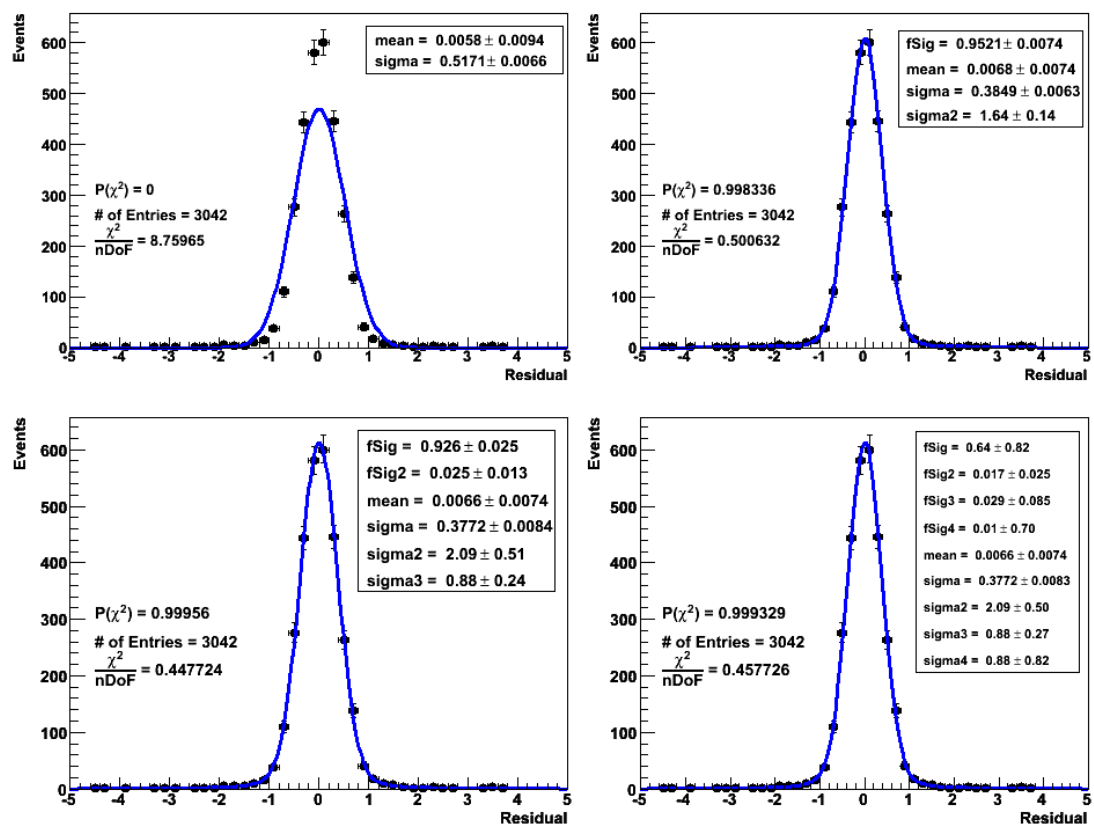 Events
600
500
400
300
200
100
0
mean = 0.0058 ± 0.0094
sigma = 0.5171 ± 0.0066
P(χ²) = 0
# of Entries = 3042
χ²
nDoF = 8.75965
-5 -4 -3 -2 -1 0 1 2 3 4 5
Residual
Events
600
500
400
300
200
100
0
fSig = 0.9521 ± 0.0074
mean = 0.0068 ± 0.0074
sigma = 0.3849 ± 0.0063
sigma2 = 1.64 ± 0.14
P(χ²) = 0.998336
# of Entries = 3042
χ²
nDoF = 0.500632
-5 -4 -3 -2 -1 0 1 2 3 4 5
Residual
Events
600
500
400
300
200
100
0
fSig = 0.926 ± 0.025
fSig2 = 0.025 ± 0.013
mean = 0.0066 ± 0.0074
sigma = 0.3772 ± 0.0084
sigma2 = 2.09 ± 0.51
sigma3 = 0.88 ± 0.24
P(χ²) = 0.99956
# of Entries = 3042
χ²
nDoF = 0.447724
-5 -4 -3 -2 -1 0 1 2 3 4 5
Residual
Events
600
500
400
300
200
100
0
fSig = 0.64 ± 0.82
fSig2 = 0.017 ± 0.025
fSig3 = 0.029 ± 0.085
fSig4 = 0.01 ± 0.70
mean = 0.0066 ± 0.0074
sigma = 0.3772 ± 0.0083
sigma2 = 2.09 ± 0.50
sigma3 = 0.88 ± 0.27
sigma4 = 0.88 ± 0.82
P(χ²) = 0.999329
# of Entries = 3042
χ²
nDoF = 0.457726
-5 -4 -3 -2 -1 0 1 2 3 4 5
Residual